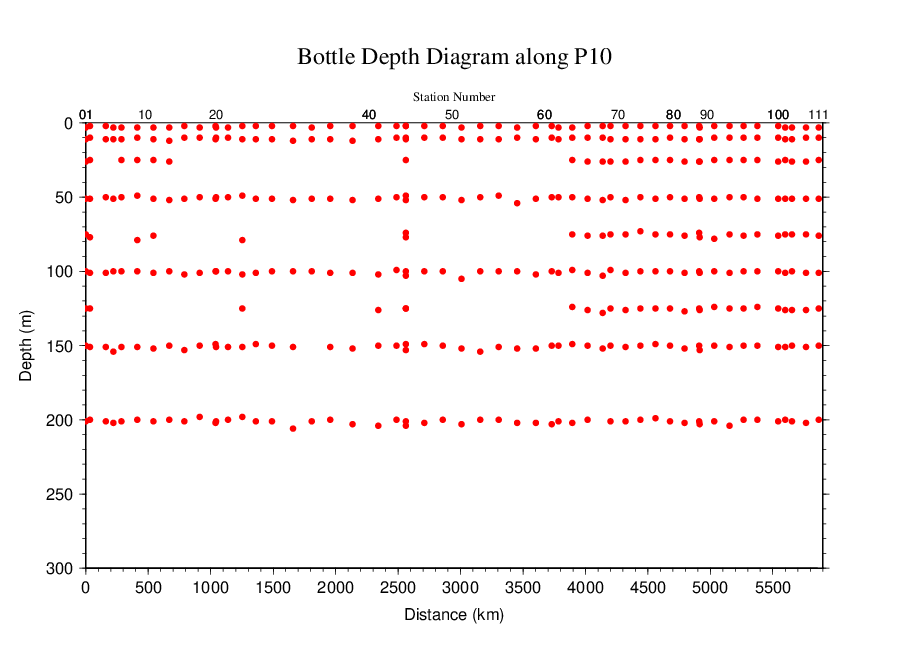 Bottle Depth Diagram along P10
Station Number
01 10 20 40 50 60 70 80 90 100 111
0
50
100
150
200
250
300
Depth (m)
0 500 1000 1500 2000 2500 3000 3500 4000 4500 5000 5500
Distance (km)